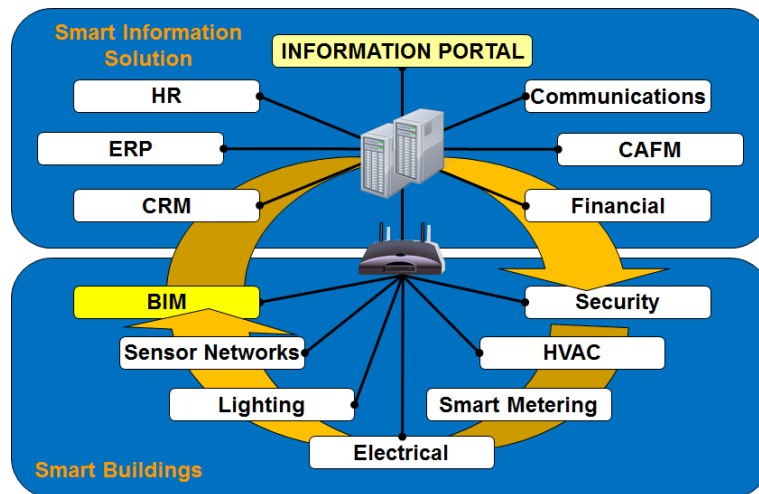 Smart Information
Solution
INFORMATION PORTAL
HR
Communications
ERP
CAFM
CRM
Financial
BIM
Security
Sensor Networks
HVAC
Lighting
Smart Metering
Electrical
Smart Buildings